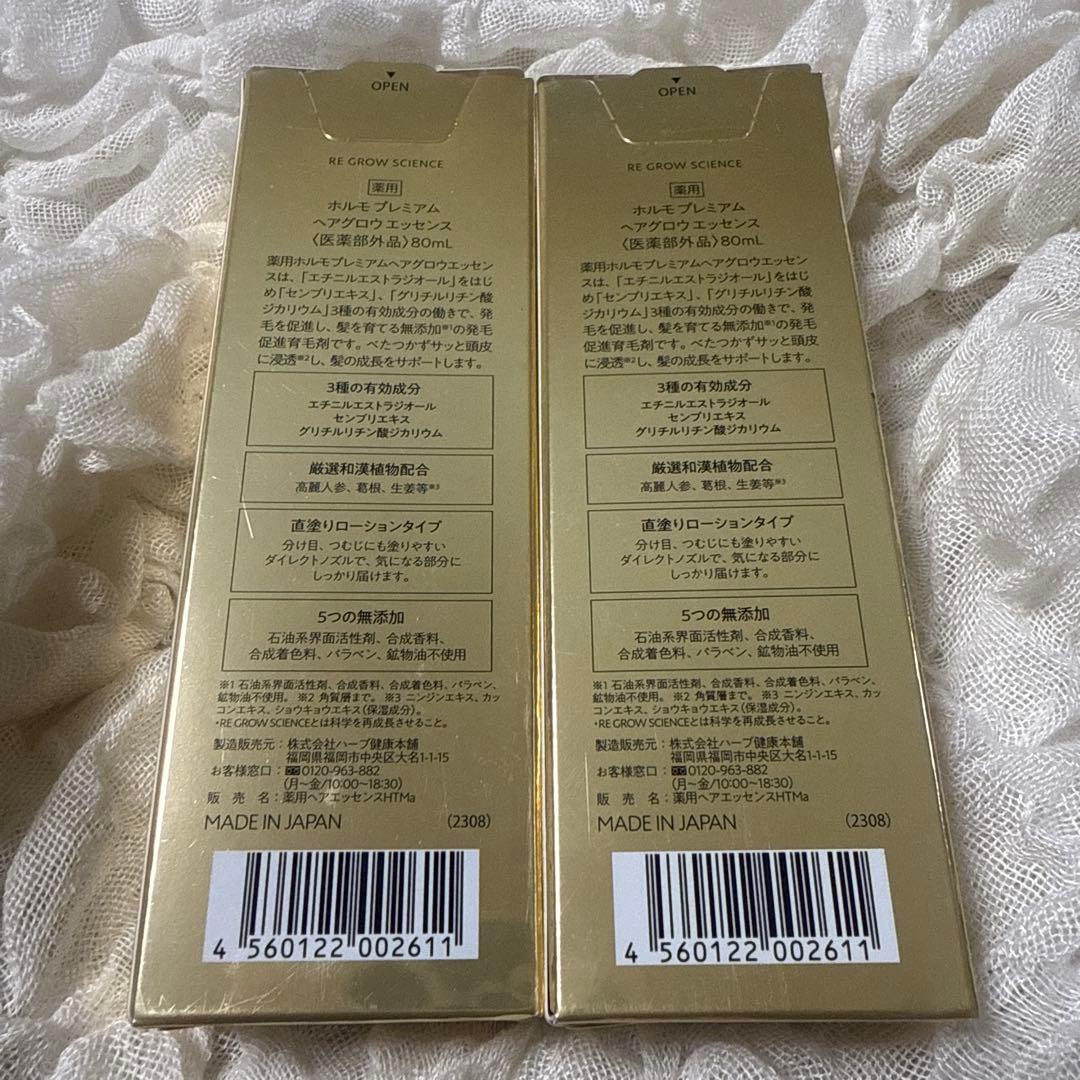 OPEN
RE GROW SCIENCE
薬用
ホルモ プレミアム
ヘアグロウ エッセンス
〈医薬部外品〉80mL
薬用ホルモプレミアムヘアグロウエッセン
スは、「エチニルエストラジオール」をはじ
め「センブリエキス」、「グリチルリチン酸
ジカリウム」3種の有効成分の働きで、発
毛を促進し、髪を育てる無添加※1の発毛
促進育毛剤です。べたつかずサッと頭皮
に浸透※2し、髪の成長をサポートします。
3種の有効成分
エチニルエストラジオール
センブリエキス
グリチルリチン酸ジカリウム
厳選和漢植物配合
高麗人参、葛根、生姜等※3
直塗りローションタイプ
分け目、つむじにも塗りやすい
ダイレクトノズルで、気になる部分に
しっかり届けます。
5つの無添加
石油系界面活性剤、合成香料、
合成着色料、パラベン、鉱物油不使用
※1 石油系界面活性剤、合成香料、合成着色料、パラベン、
鉱物油不使用。 ※2 角質層まで。 ※3 ニンジンエキス、カッ
コンエキス、ショウキョウエキス(保湿成分)。
・RE GROW SCIENCEとは科学を再成長させること。
製造販売元：株式会社ハーブ健康本舗
福岡県福岡市中央区大名1-1-15
お客様窓口：0120-963-882
(月~金/10:00~18:30)
販売名：薬用ヘアエッセンスHTMa
MADE IN JAPAN (2308)
4 560122 002611
OPEN
RE GROW SCIENCE
薬用
ホルモ プレミアム
ヘアグロウ エッセンス
〈医薬部外品〉80mL
薬用ホルモプレミアムヘアグロウエッセン
スは、「エチニルエストラジオール」をはじ
め「センブリエキス」、「グリチルリチン酸
ジカリウム」3種の有効成分の働きで、発
毛を促進し、髪を育てる無添加※1の発毛
促進育毛剤です。べたつかずサッと頭皮
に浸透※2し、髪の成長をサポートします。
3種の有効成分
エチニルエストラジオール
センブリエキス
グリチルリチン酸ジカリウム
厳選和漢植物配合
高麗人参、葛根、生姜等※3
直塗りローションタイプ
分け目、つむじにも塗りやすい
ダイレクトノズルで、気になる部分に
しっかり届けます。
5つの無添加
石油系界面活性剤、合成香料、
合成着色料、パラベン、鉱物油不使用
※1 石油系界面活性剤、合成香料、合成着色料、パラベン、
鉱物油不使用。 ※2 角質層まで。 ※3 ニンジンエキス、カッ
コンエキス、ショウキョウエキス(保湿成分)。
・RE GROW SCIENCEとは科学を再成長させること。
製造販売元：株式会社ハーブ健康本舗
福岡県福岡市中央区大名1-1-15
お客様窓口：0120-963-882
(月~金/10:00~18:30)
販売名：薬用ヘアエッセンスHTMa
MADE IN JAPAN (2308)
4 560122 002611